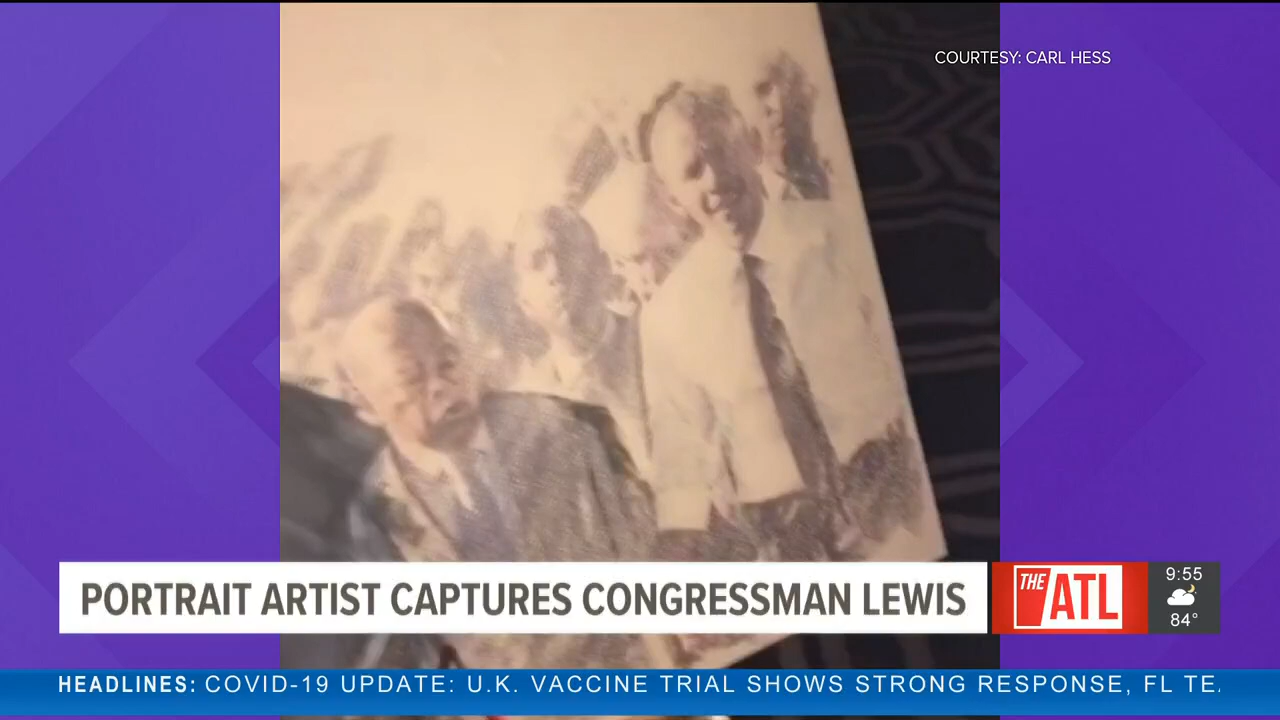 COURTESY: CARL HESS
PORTRAIT ARTIST CAPTURES CONGRESSMAN LEWIS
THE ATL
9:55
84°
HEADLINES: COVID-19 UPDATE: U.K. VACCINE TRIAL SHOWS STRONG RESPONSE, FL